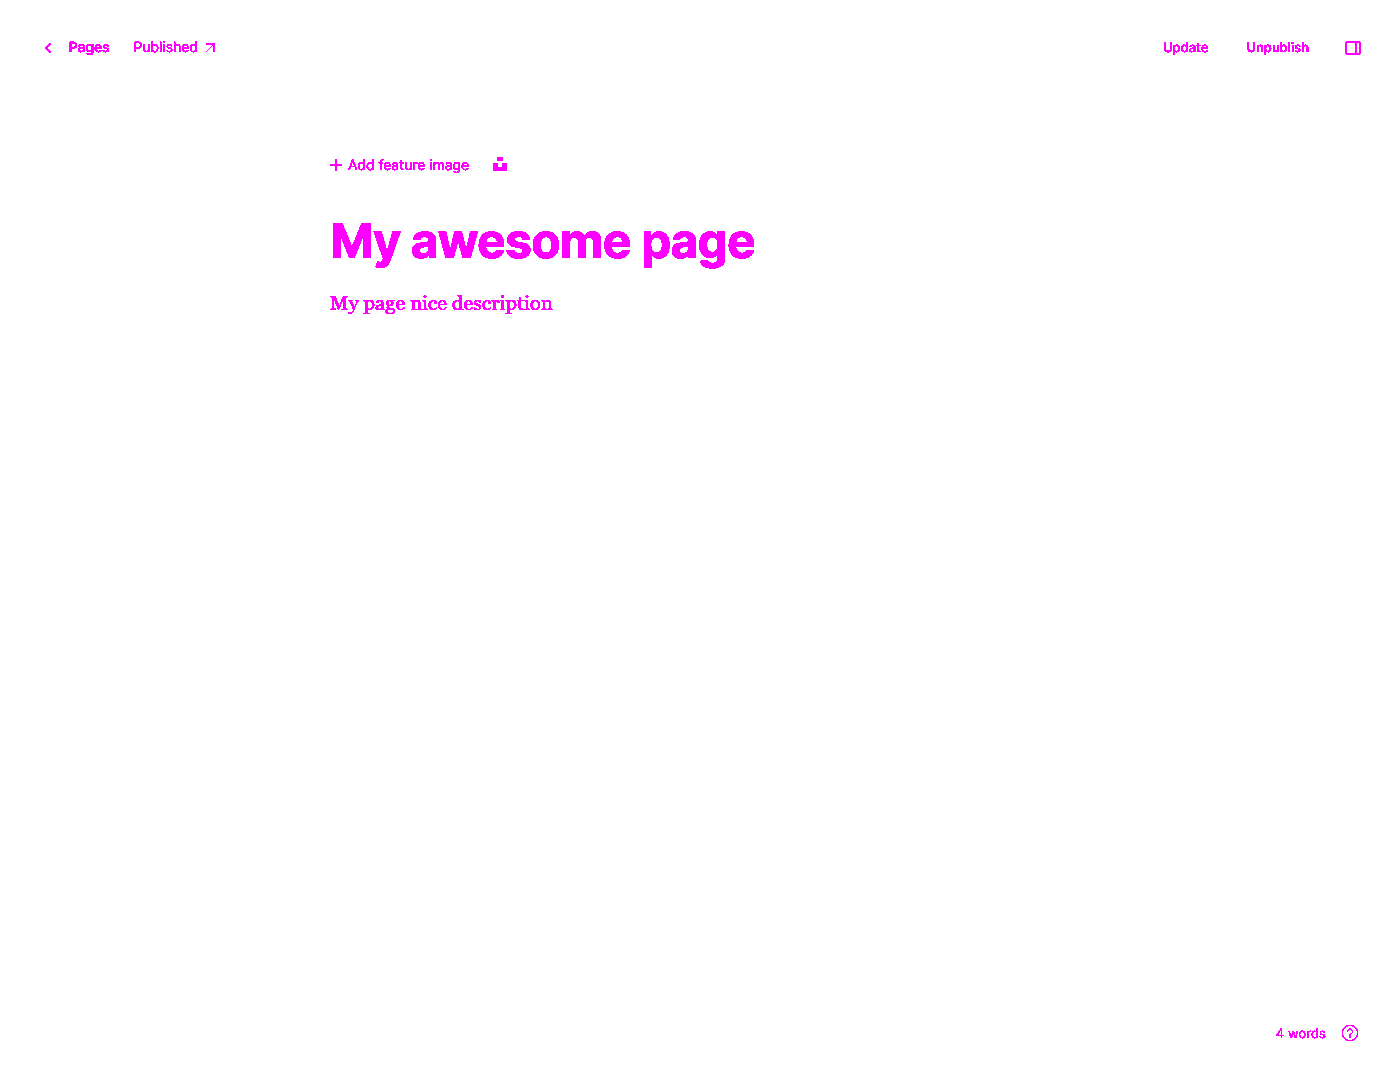 Pages Published
Update Unpublish
Add feature image
My awesome page
My page nice description
4 words